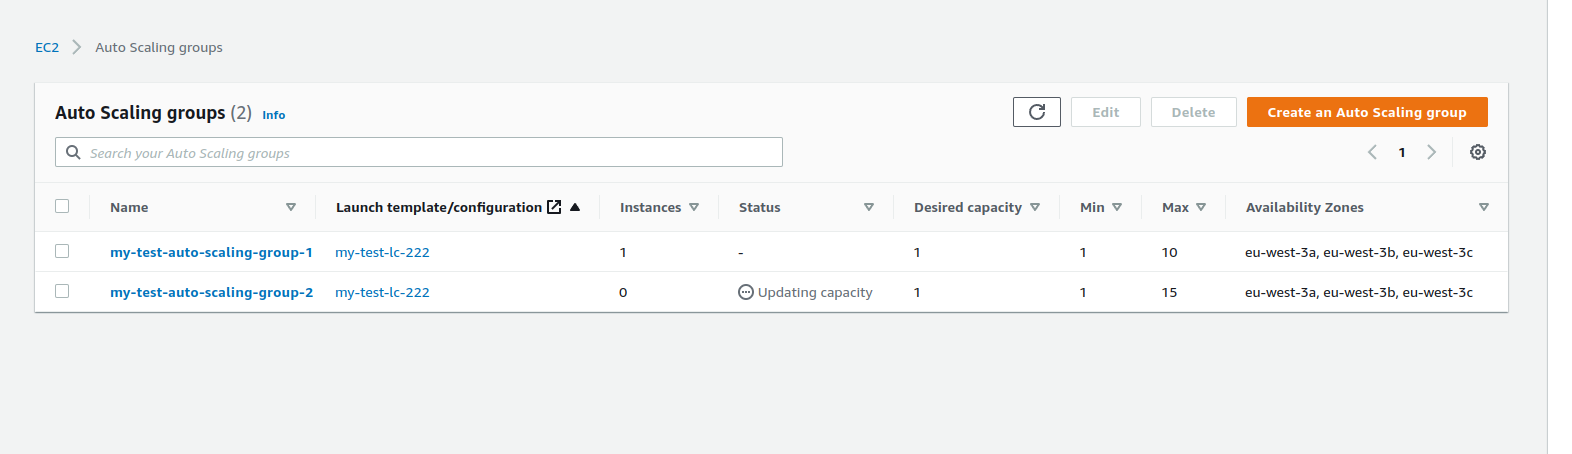 EC2 Auto Scaling groups
Auto Scaling groups (2) Info
Edit Delete Create an Auto Scaling group
Search your Auto Scaling groups
1
Name Launch template/configuration Instances Status Desired capacity Min Max Availability Zones
my-test-auto-scaling-group-1 my-test-lc-222 1 - 1 1 10 eu-west-3a, eu-west-3b, eu-west-3c
my-test-auto-scaling-group-2 my-test-lc-222 0 Updating capacity 1 1 15 eu-west-3a, eu-west-3b, eu-west-3c